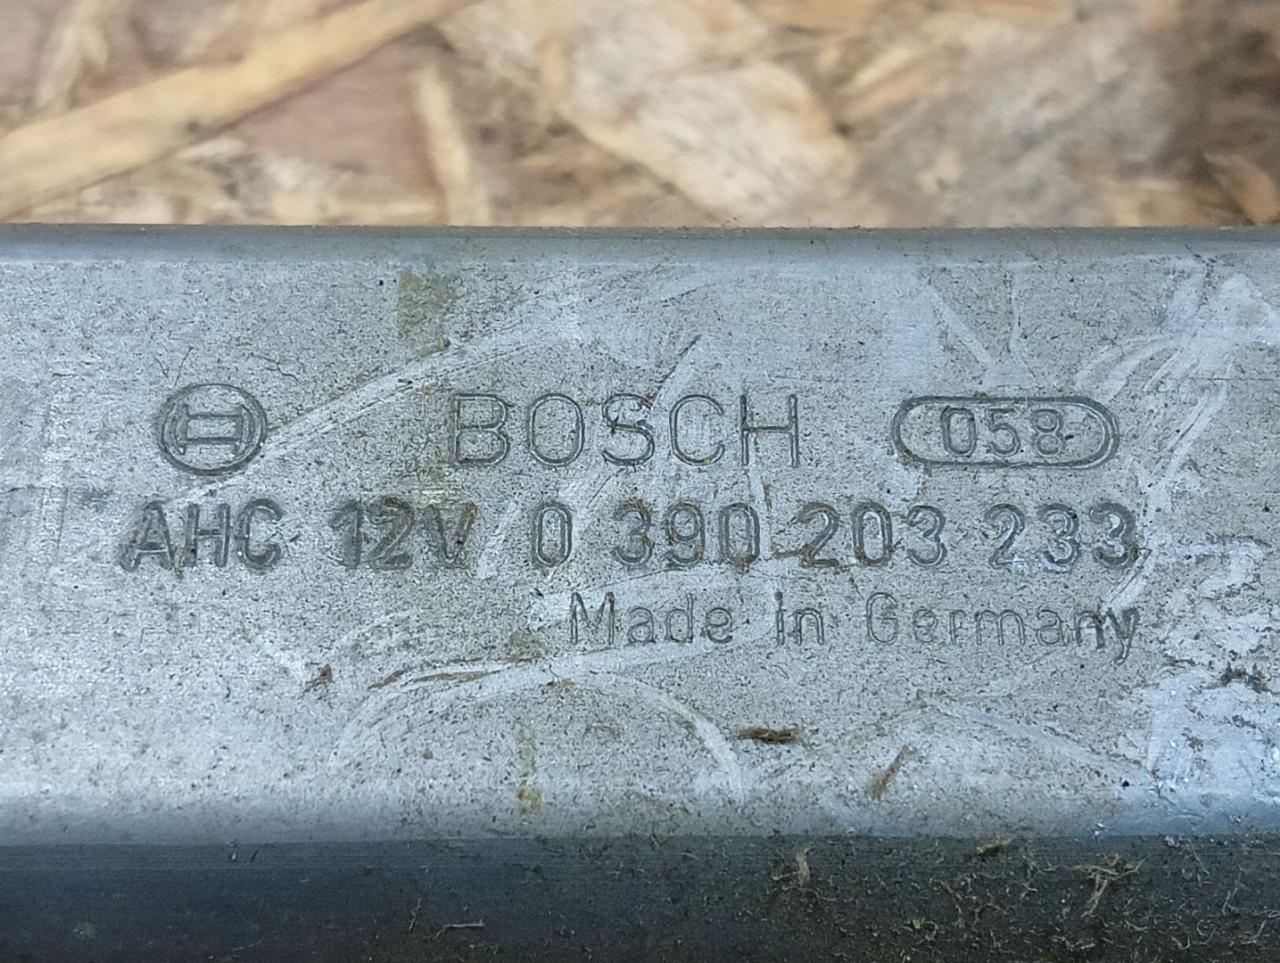 BOSCH 058
AHC 12V 0 390 203 233
Made in Germany